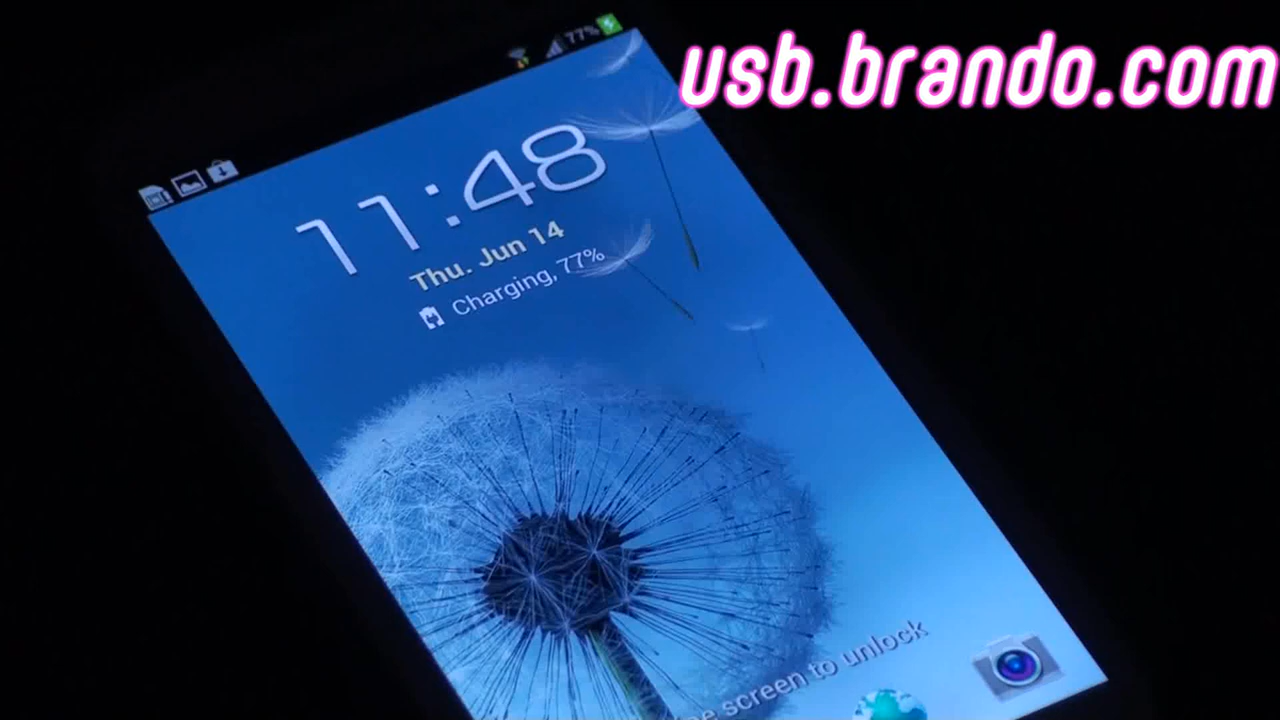 usb.brando.com
77%
11:48
Thu. Jun 14
Charging, 77%
screen to unlock